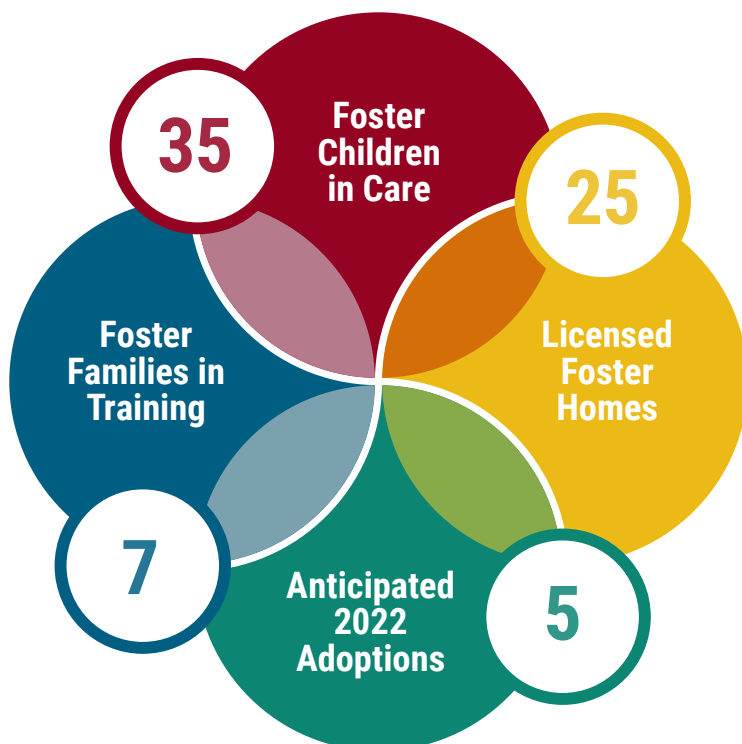 35
Foster
Children
in Care
25
Foster
Families in
Training
Licensed
Foster
Homes
7
Anticipated
2022
Adoptions
5